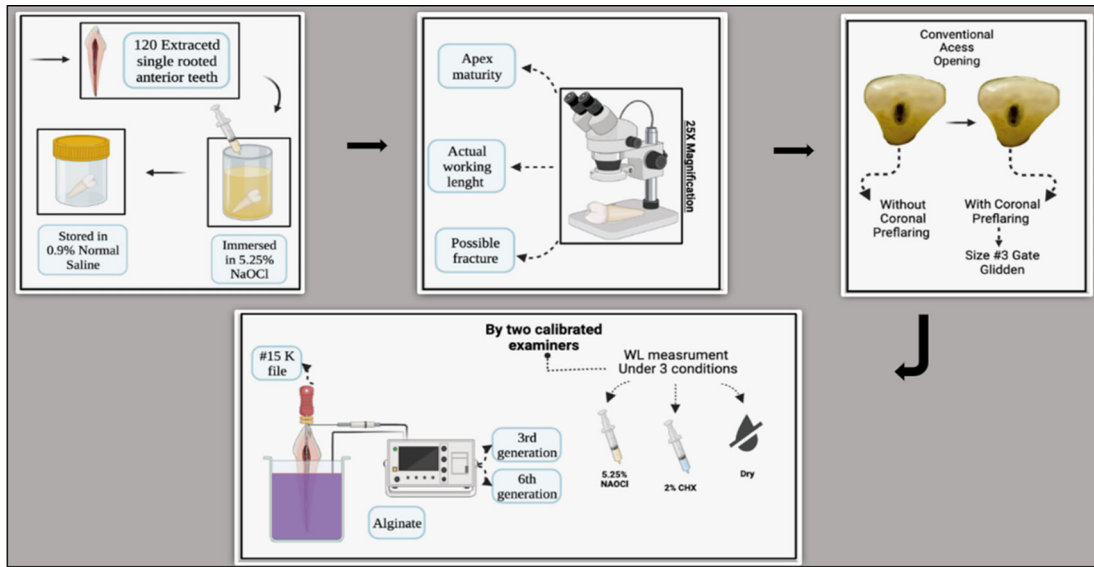 120 Extracetd
single rooted
anterior teeth
Stored in
0.9% Normal
Saline
Immersed
in 5.25%
NaOCl
Apex
maturity
Actual
working
lenght
Possible
fracture
25X Magnification
Conventional
Acess
Opening
Without
Coronal
Preflaring
With Coronal
Preflaring
Size #3 Gate
Glidden
#15 K
file
Alginate
3rd
generation
6th
generation
By two calibrated
examiners
WL measrument
Under 3 conditions
5.25%
NAOCl
2% CHX
Dry